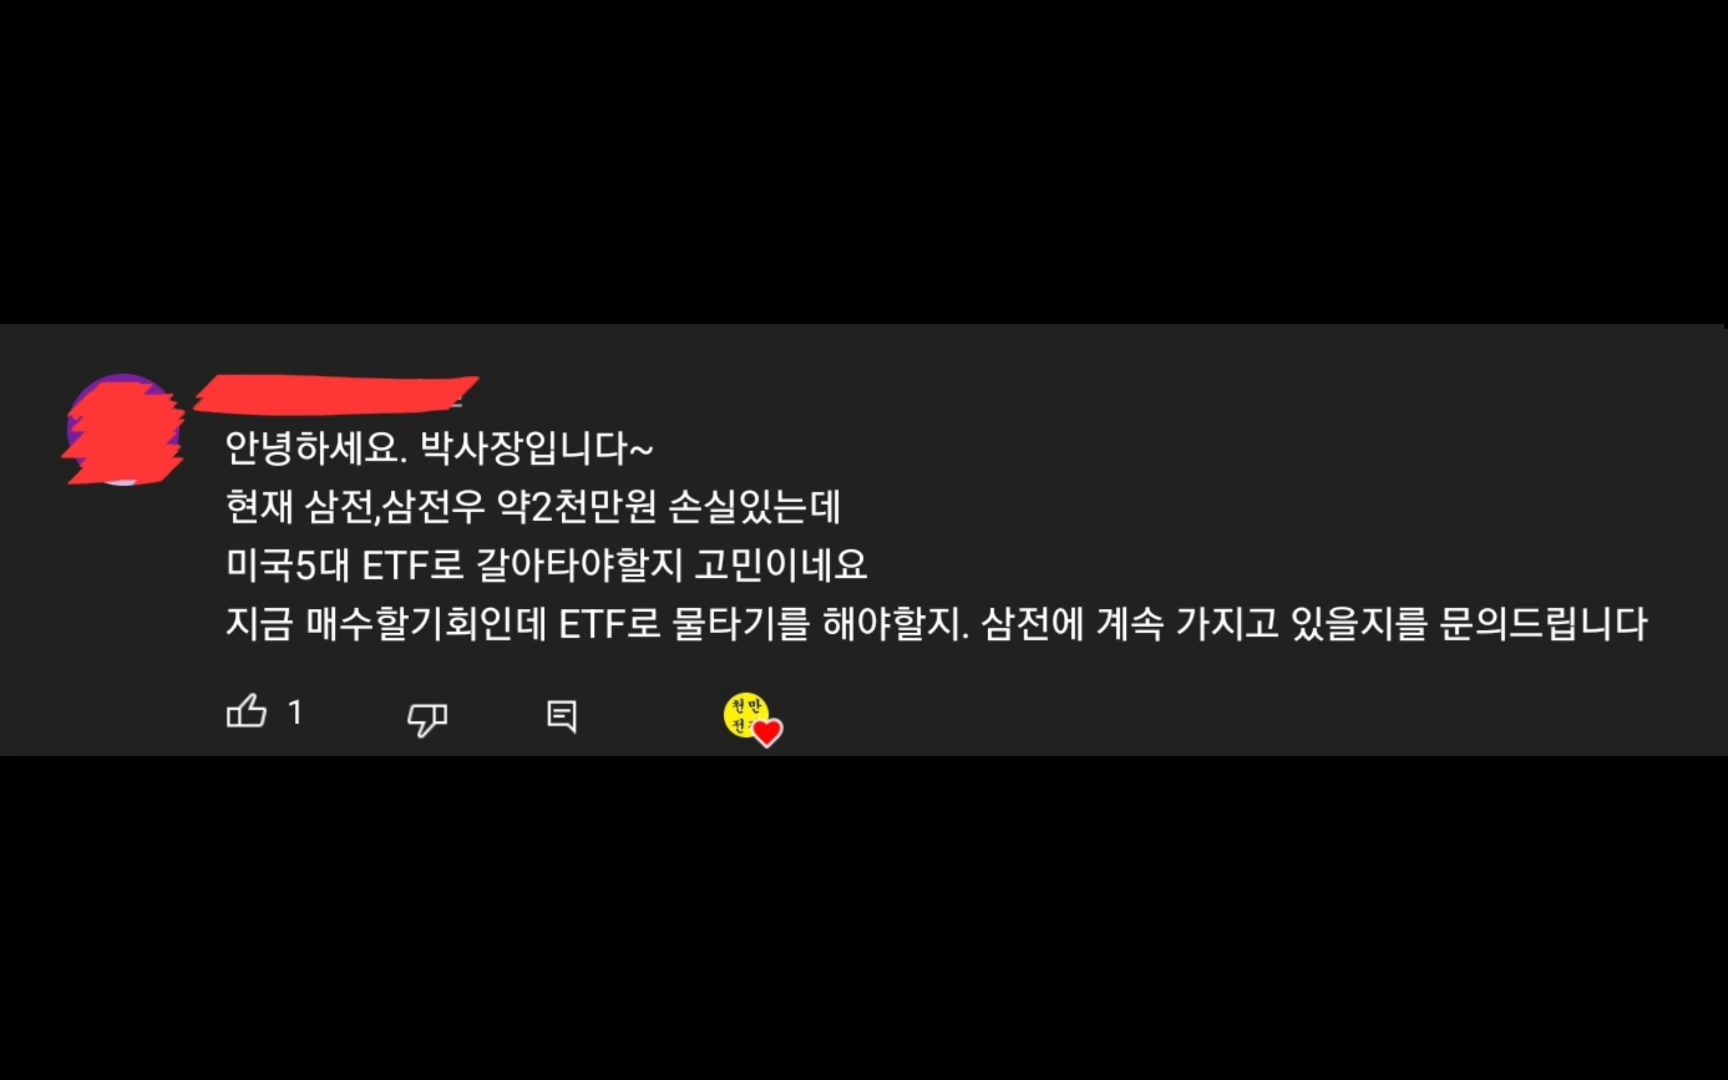 안녕하세요. 박사장입니다~
현재 삼전,삼전우 약2천만원 손실있는데
미국5대 ETF로 갈아타야할지 고민이네요
지금 매수할기회인데 ETF로 물타기를 해야할지. 삼전에 계속 가지고 있을지를 문의드립니다
1
천만
전